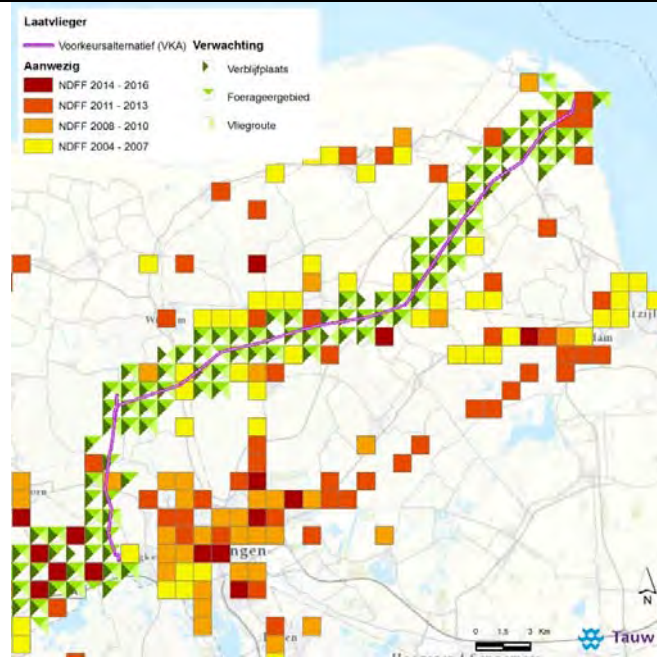 Laatvlieger
Voorkeursalternatief (VKA)
Aanwezig
NDFF 2014 - 2016
NDFF 2011 - 2013
NDFF 2008 - 2010
NDFF 2004 - 2007
Verwachting
Verblijfplaats
Foerageergebied
Vliegroute
ngen
N
0 1.5 3 Km
Tauw